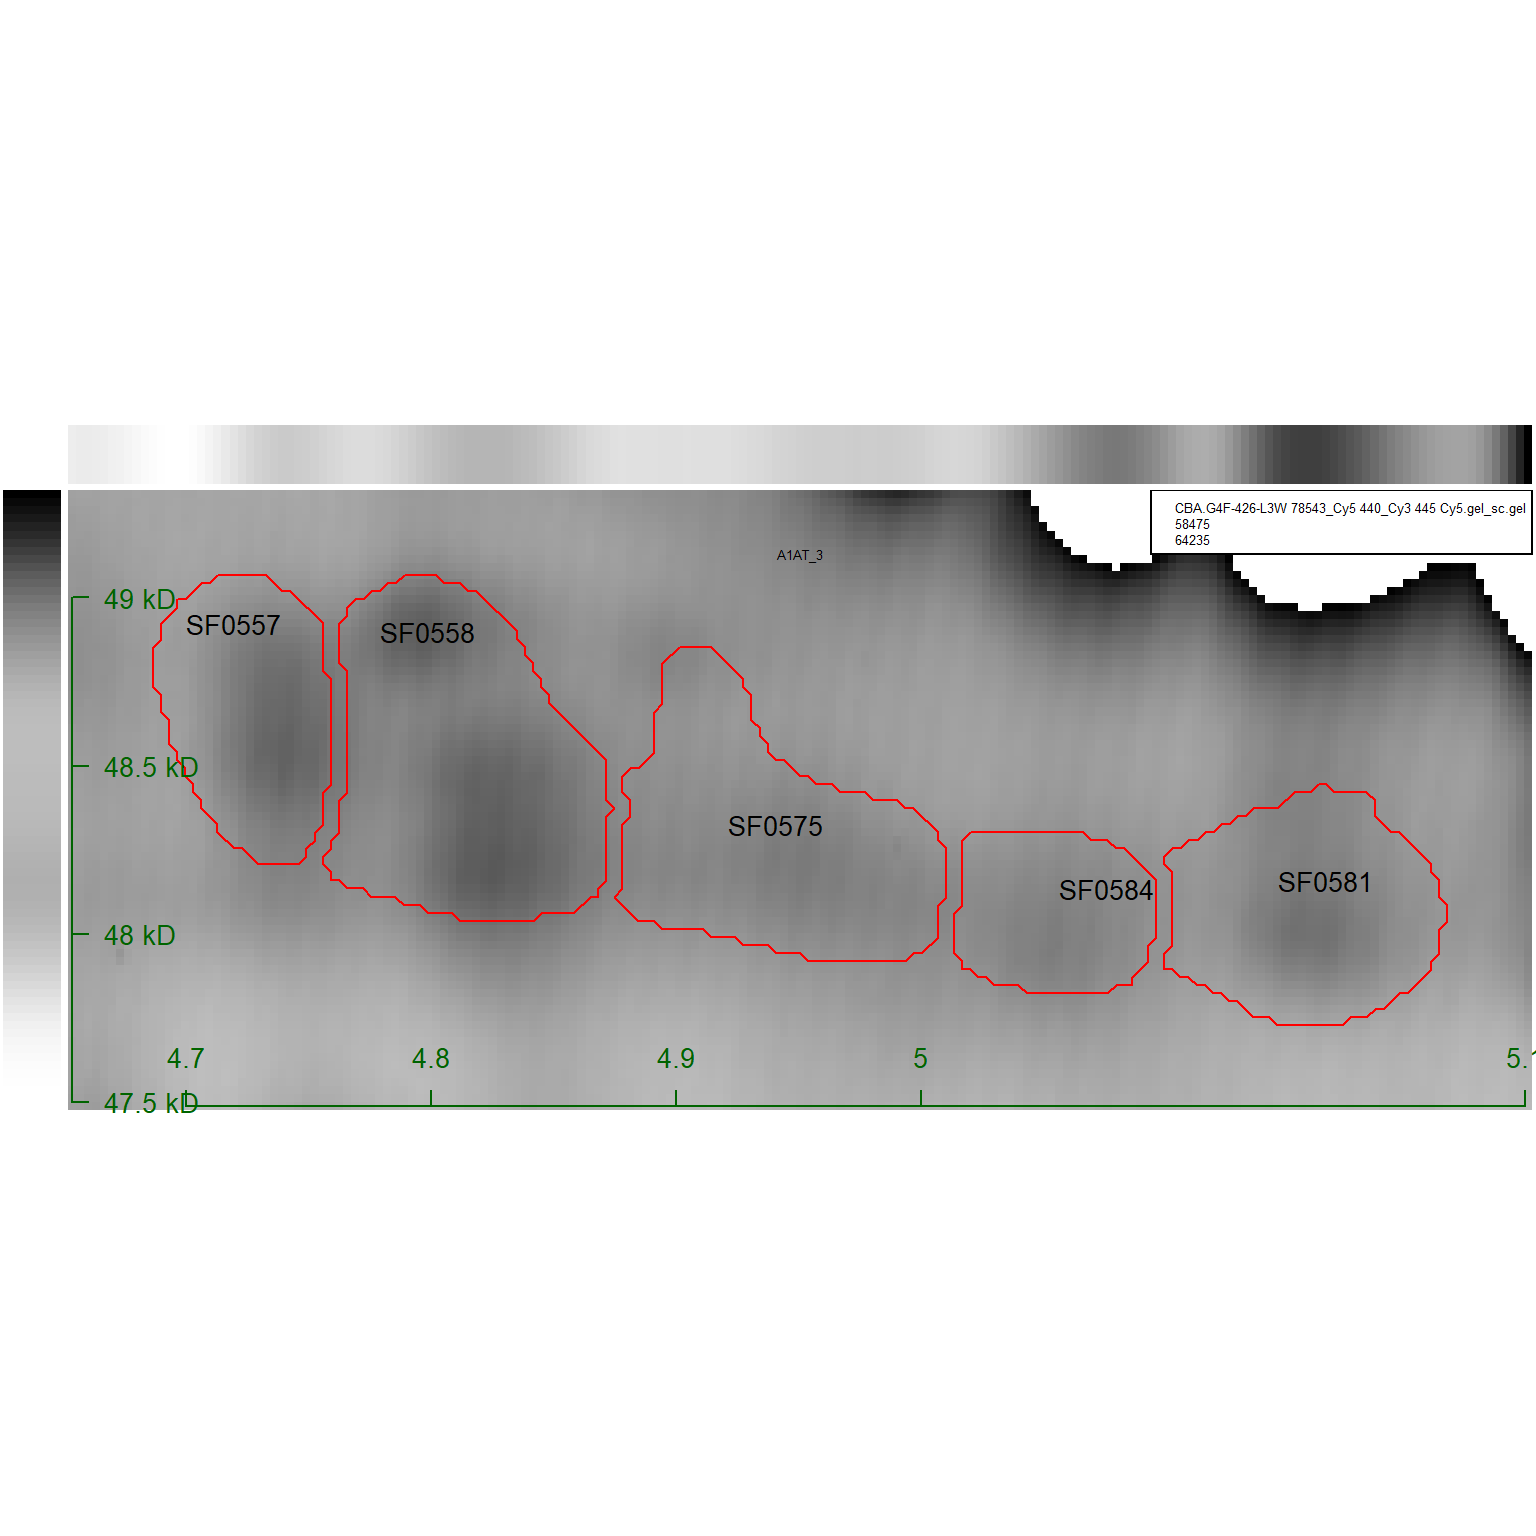 CBA.G4F-426-L3W 78543_Cy5 440_Cy3 445 Cy5.gel_sc.gel
58475
64235
A1AT_3
49 kD
SF0557
SF0558
48.5 kD
SF0575
SF0584
SF0581
48 kD
4.7
4.8
4.9
5
5.
47.5 kD